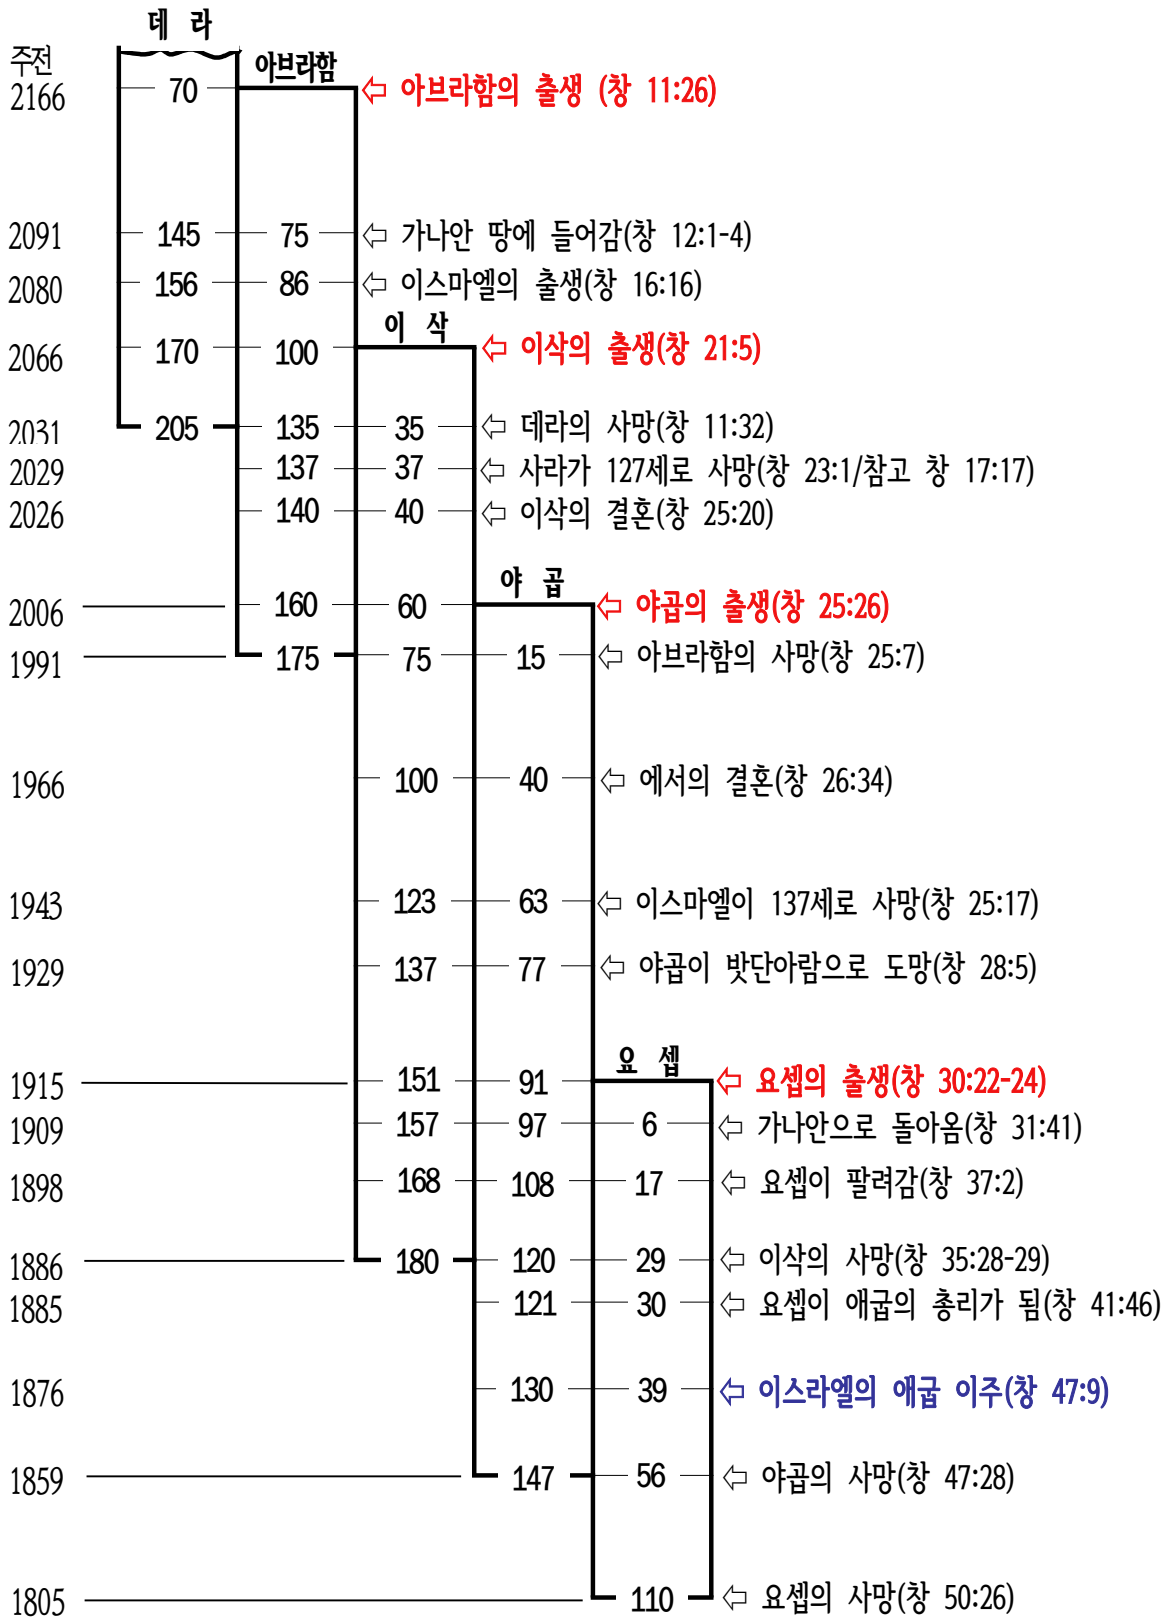 데 라
주전 아브라함
2166 70 ⇦ 아브라함의 출생 (창 11:26)
2091 145 75 ⇦ 가나안 땅에 들어감(창 12:1-4)
2080 156 86 ⇦ 이스마엘의 출생(창 16:16)
이 삭
2066 170 100 ⇦ 이삭의 출생(창 21:5)
2031 205 135 35 ⇦ 데라의 사망(창 11:32)
2029 137 37 ⇦ 사라가 127세로 사망(창 23:1/참고 창 17:17)
2026 140 40 ⇦ 이삭의 결혼(창 25:20)
야 곱
2006 160 60 ⇦ 야곱의 출생(창 25:26)
1991 175 75 15 ⇦ 아브라함의 사망(창 25:7)
1966 100 40 ⇦ 에서의 결혼(창 26:34)
1943 123 63 ⇦ 이스마엘이 137세로 사망(창 25:17)
1929 137 77 ⇦ 야곱이 밧단아람으로 도망(창 28:5)
요 셉
1915 151 91 ⇦ 요셉의 출생(창 30:22-24)
1909 157 97 6 ⇦ 가나안으로 돌아옴(창 31:41)
1898 168 108 17 ⇦ 요셉이 팔려감(창 37:2)
1886 180 120 29 ⇦ 이삭의 사망(창 35:28-29)
1885 121 30 ⇦ 요셉이 애굽의 총리가 됨(창 41:46)
1876 130 39 ⇦ 이스라엘의 애굽 이주(창 47:9)
1859 147 56 ⇦ 야곱의 사망(창 47:28)
1805 110 ⇦ 요셉의 사망(창 50:26)